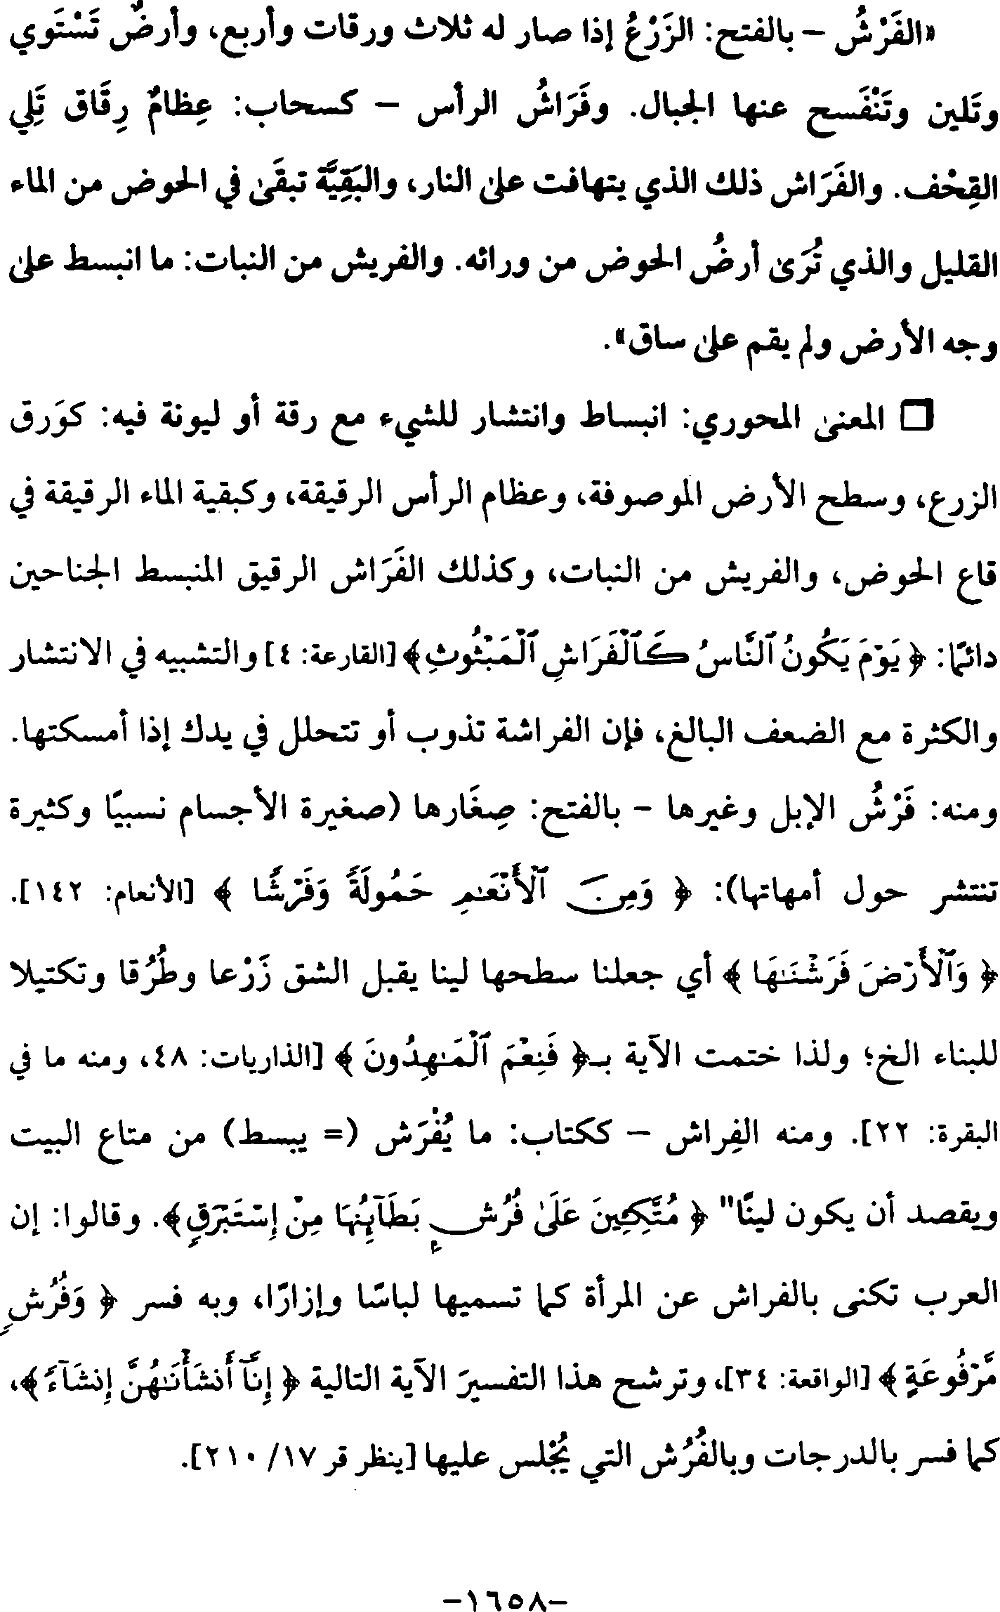 «الفَرْشُ – بالفتح: الزَرْعُ إذا صار له ثلاث ورقات وأربع، وأرضٌ تَسْتَوي
وتَلين وتَنْفَسح عنها الجبال. وفَرَاشُ الرأس – كسحاب: عِظامٌ رِقَاق تَلِي
القِحْف. والفَرَاش ذلك الذي يتهافت على النار، والبَقِيَّة تبقَى في الحوض من الماء
القليل والذي تُرَى أرضُ الحوض من ورائه. والفريش من النبات: ما انبسط على
وجه الأرض ولم يقم على ساق».
❏ المعنى المحوري: انبساط وانتشار للشيء مع رقة أو ليونة فيه: كوَرق
الزرع، وسطح الأرض الموصوفة، وعظام الرأس الرقيقة، وكبقية الماء الرقيقة في
قاع الحوض، والفريش من النبات، وكذلك الفَرَاش الرقيق المنبسط الجناحين
دائمًا: ﴿ يَوْمَ يَكُونُ ٱلنَّاسُ كَٱلْفَرَاشِ ٱلْمَبْثُوثِ ﴾ [القارعة: ٤] والتشبيه في الانتشار
والكثرة مع الضعف البالغ، فإن الفراشة تذوب أو تتحلل في يدك إذا أمسكتها.
ومنه: فَرْشُ الإبل وغيرها – بالفتح: صِغَارها (صغيرة الأجسام نسبيًا وكثيرة
تنتشر حول أمهاتها): ﴿ وَمِنَ ٱلْأَنْعَٰمِ حَمُولَةً وَفَرْشًا ﴾ [الأنعام: ١٤٢].
﴿ وَٱلْأَرْضَ فَرَشْنَٰهَا ﴾ أي جعلنا سطحها لينا يقبل الشق زَرْعا وطُرُقا وتكتيلا
للبناء الخ؛ ولذا ختمت الآية بـ﴿ فَنِعْمَ ٱلْمَٰهِدُونَ ﴾ [الذاريات: ٤٨، ومنه ما في
البقرة: ٢٢]. ومنه الفِراش – ككتاب: ما يُفْرَش (= يبسط) من متاع البيت
ويقصد أن يكون لينًا" ﴿ مُتَّكِـِٔينَ عَلَىٰ فُرُشٍۭ بَطَآئِنُهَا مِنْ إِسْتَبْرَقٍ ﴾. وقالوا: إن
العرب تكنى بالفراش عن المرأة كما تسميها لباسًا وإزارًا، وبه فسر ﴿ وَفُرُشٍ
مَّرْفُوعَةٍ ﴾ [الواقعة: ٣٤]، وترشح هذا التفسيرَ الآية التالية ﴿ إِنَّآ أَنشَأْنَٰهُنَّ إِنشَآءً ﴾،
كما فسر بالدرجات وبالفُرُش التي يُجْلس عليها [ينظر قر ١٧/ ٢١٠].
-١٦٥٨-